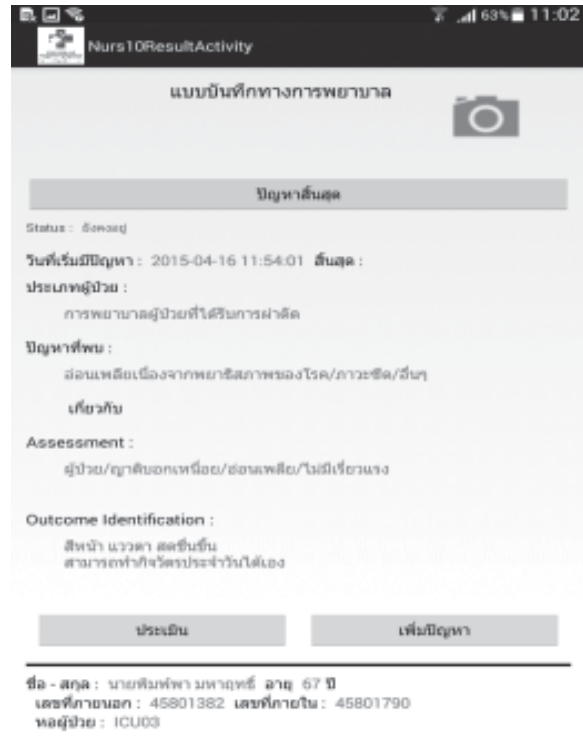 63% 11:02
Nurs10ResultActivity
แบบบันทึกทางการพยาบาล
ปัญหาสิ้นสุด
Status : ยังคงอยู่
วันที่เริ่มมีปัญหา : 2015-04-16 11:54:01 สิ้นสุด :
ประเภทผู้ป่วย :
การพยาบาลผู้ป่วยที่ได้รับการผ่าตัด
ปัญหาที่พบ :
อ่อนเพลียเนื่องจากพยาธิสภาพของโรค/ภาวะซีด/อื่นๆ
เกี่ยวกับ
Assessment :
ผู้ป่วย/ญาติบอกเหนื่อย/อ่อนเพลีย/ไม่มีเรี่ยวแรง
Outcome Identification :
สีหน้า แววตา สดชื่นขึ้น
สามารถทำกิจวัตรประจำวันได้เอง
ประเมิน เพิ่มปัญหา
ชื่อ - สกุล : นายพิมพ์พา มหาฤทธิ์ อายุ 67 ปี
เลขที่ภายนอก : 45801382 เลขที่ภายใน : 45801790
หอผู้ป่วย : ICU03